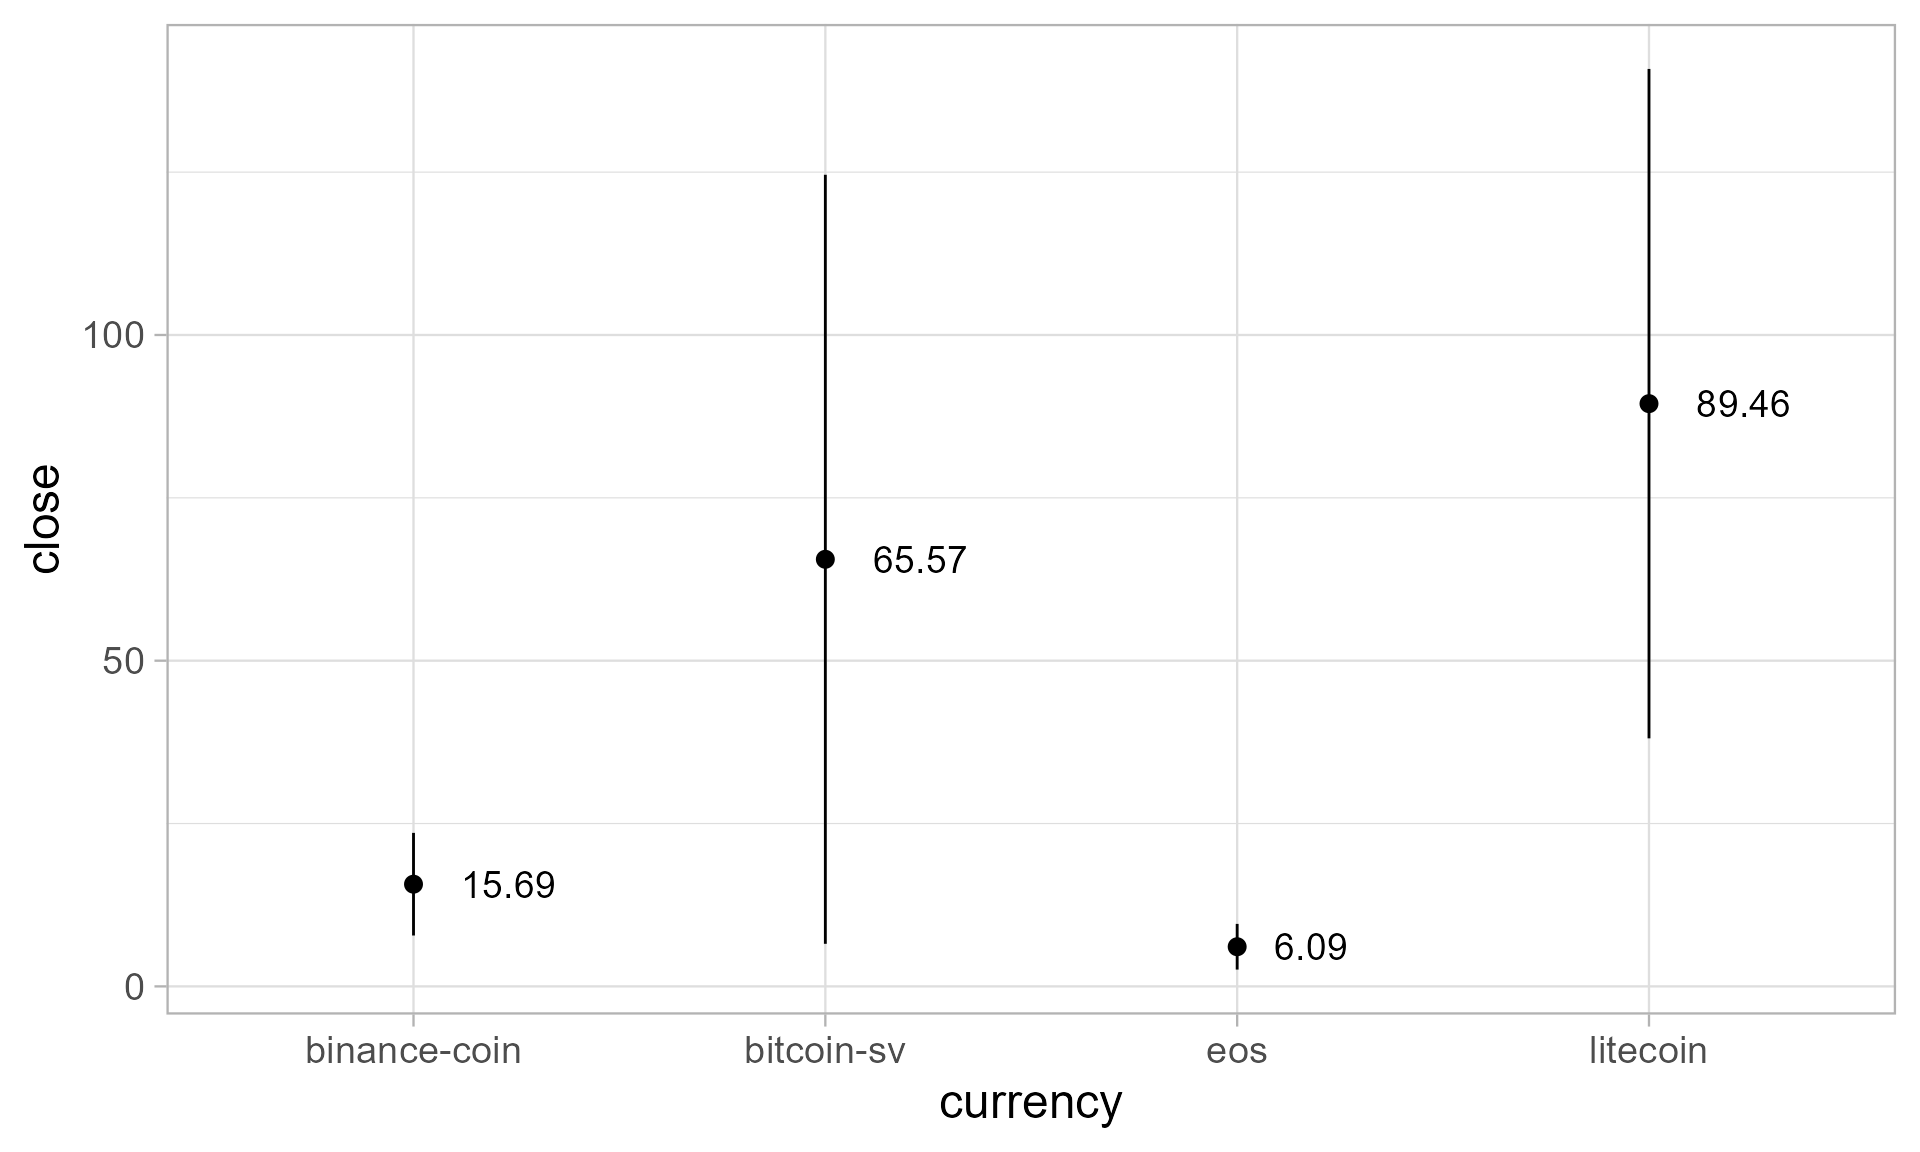 close
100
50
0
89.46
65.57
15.69
6.09
binance-coin
bitcoin-sv
eos
litecoin
currency